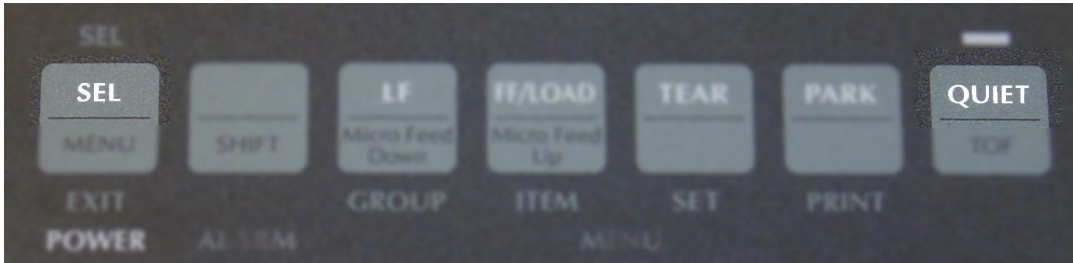 SEL
SEL LF FF/LOAD TEAR PARK QUIET
MENU SHIFT Micro Feed Down Micro Feed Up TOF
EXIT GROUP ITEM SET PRINT
POWER ALARM MENU